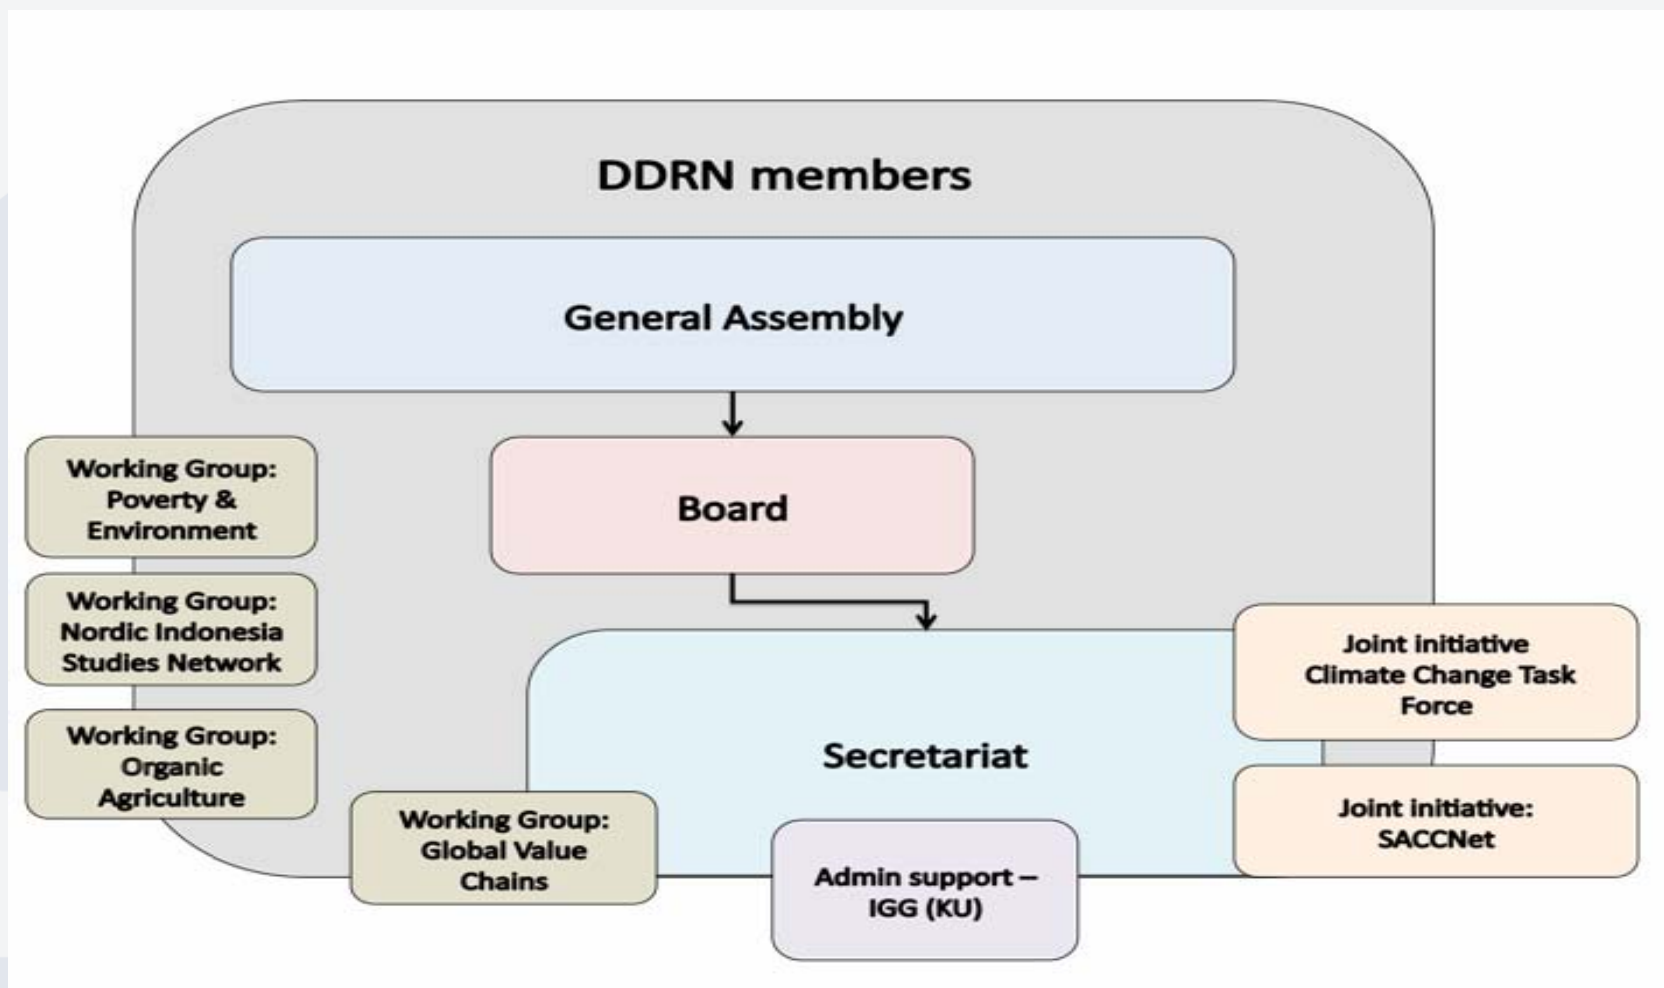 DDRN members
General Assembly
Board
Working Group:
Poverty &
Environment
Working Group:
Nordic Indonesia
Studies Network
Working Group:
Organic
Agriculture
Working Group:
Global Value
Chains
Secretariat
Admin support –
IGG (KU)
Joint initiative
Climate Change Task
Force
Joint initiative:
SACCNet